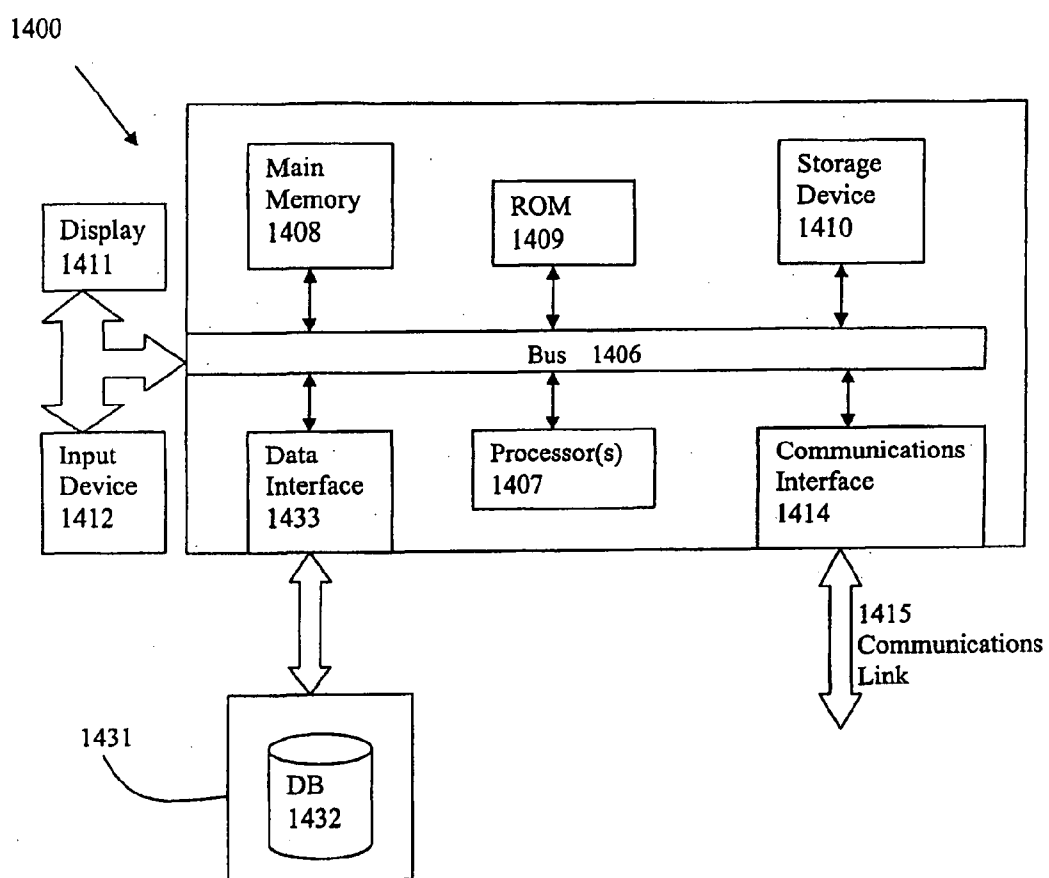 1400
Main
Memory
1408
ROM
1409
Storage
Device
1410
Display
1411
Bus 1406
Input
Device
1412
Data
Interface
1433
Processor(s)
1407
Communications
Interface
1414
1415
Communications
Link
1431
DB
1432